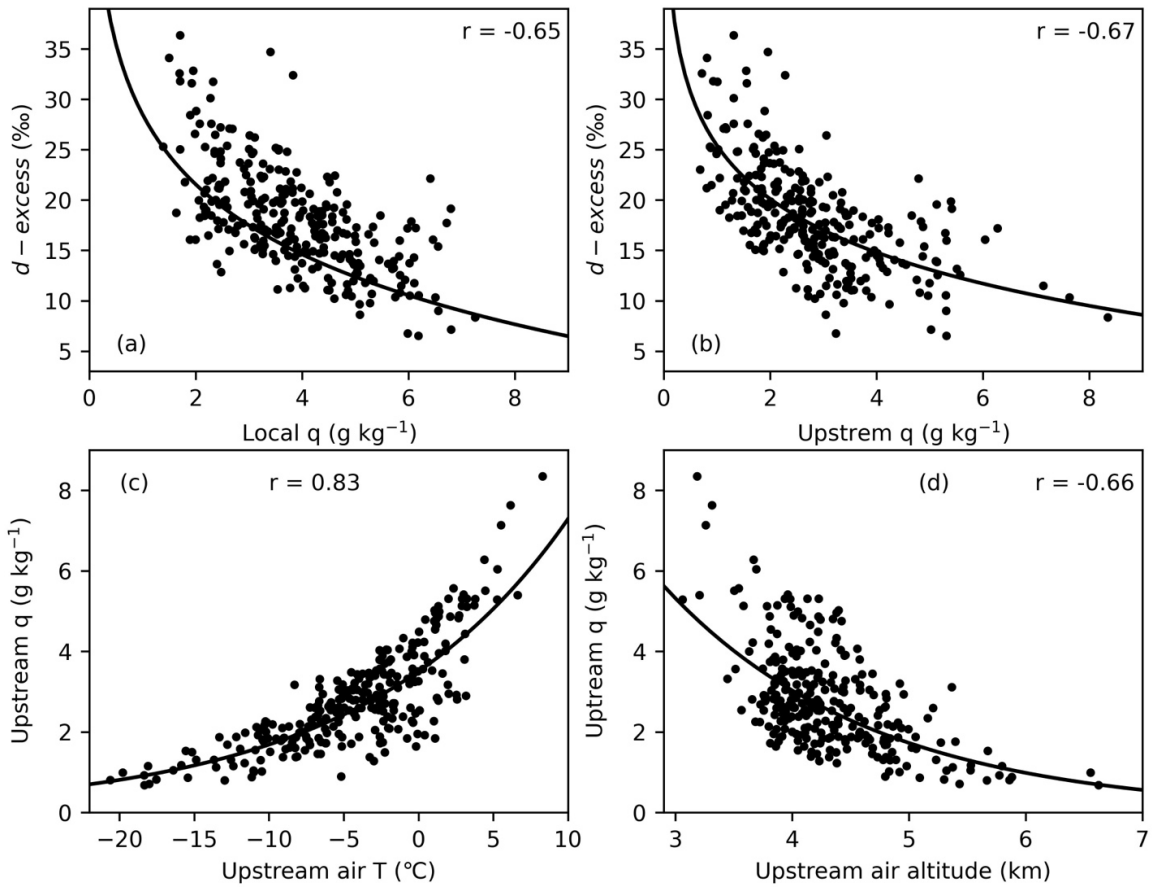 r = -0.65
35
30
25
20
15
10
5
d − excess (‰)
(a)
0 2 4 6 8
Local q (g kg⁻¹)
r = -0.67
35
30
25
20
15
10
5
d − excess (‰)
(b)
0 2 4 6 8
Upstrem q (g kg⁻¹)
(c) r = 0.83
8
6
4
2
0
Upstream q (g kg⁻¹)
−20 −15 −10 −5 0 5 10
Upstream air T (°C)
(d) r = -0.66
8
6
4
2
0
Uptream q (g kg⁻¹)
3 4 5 6 7
Upstream air altitude (km)